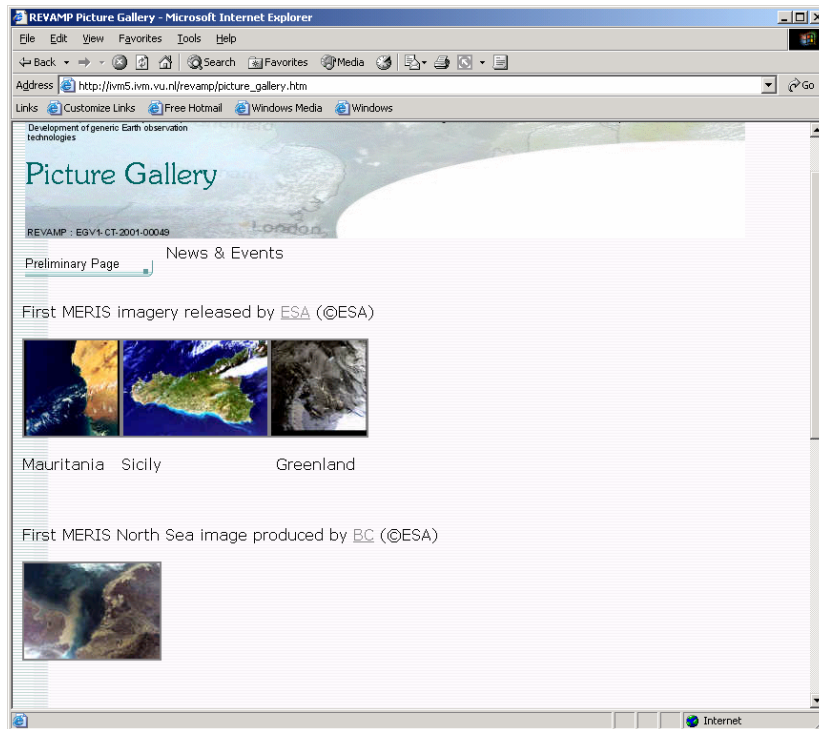 REVAMP Picture Gallery - Microsoft Internet Explorer
File Edit View Favorites Tools Help
Back Search Favorites Media
Address http://ivm5.ivm.vu.nl/revamp/picture_gallery.htm Go
Links Customize Links Free Hotmail Windows Media Windows
Development of generic Earth observation
technologies
Picture Gallery
London
REVAMP : EGV1-CT-2001-00049
Preliminary Page
News & Events
First MERIS imagery released by ESA (©ESA)
Mauritania Sicily Greenland
First MERIS North Sea image produced by BC (©ESA)
Internet